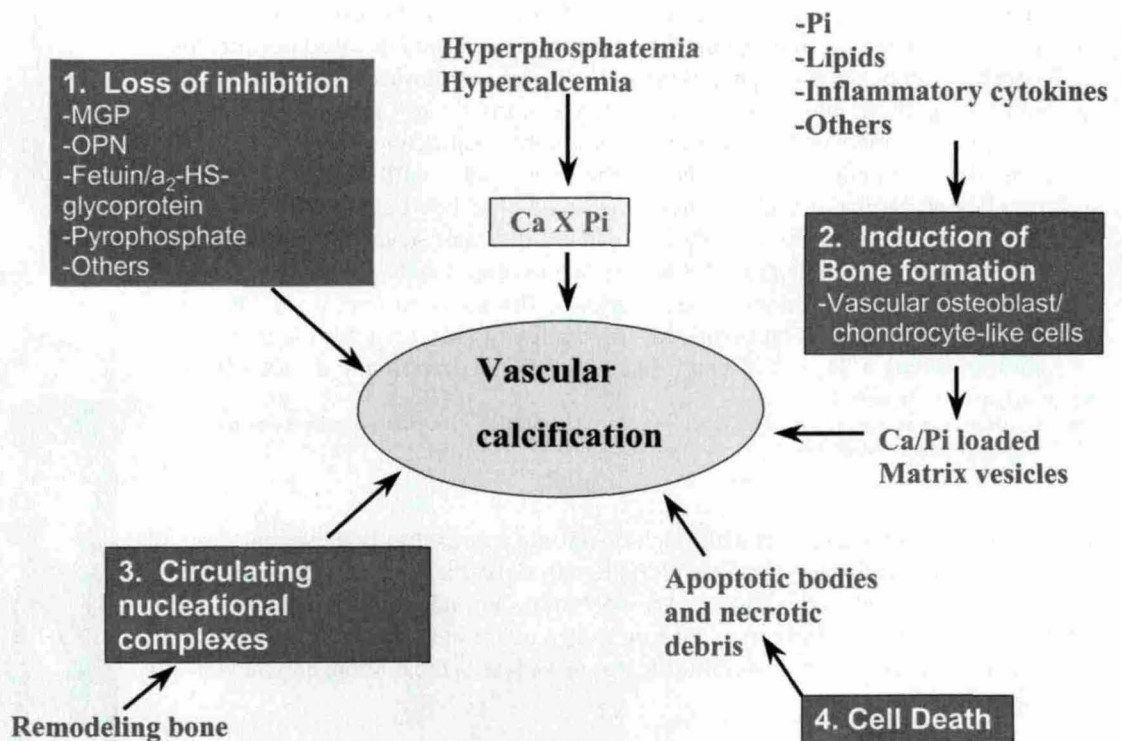 1. Loss of inhibition
-MGP
-OPN
-Fetuin/a₂-HS-
glycoprotein
-Pyrophosphate
-Others
Hyperphosphatemia
Hypercalcemia
Ca X Pi
-Pi
-Lipids
-Inflammatory cytokines
-Others
2. Induction of
Bone formation
-Vascular osteoblast/
chondrocyte-like cells
Ca/Pi loaded
Matrix vesicles
Vascular
calcification
3. Circulating
nucleational
complexes
Remodeling bone
Apoptotic bodies
and necrotic
debris
4. Cell Death